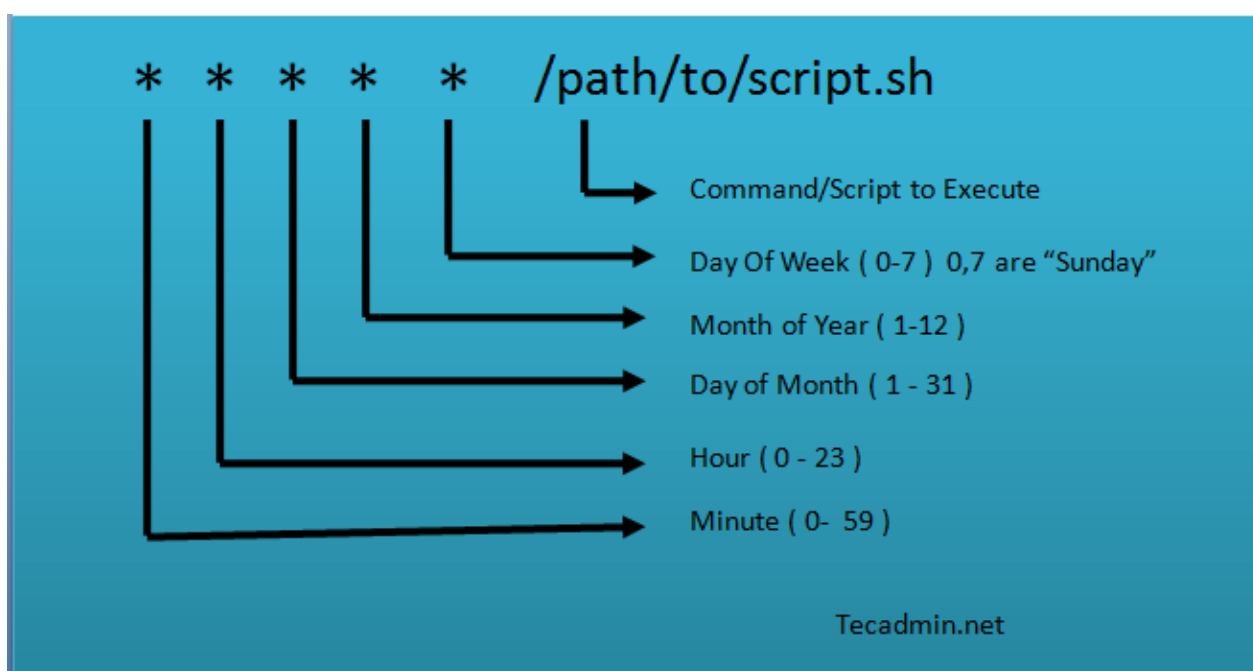 * * * * * /path/to/script.sh
Command/Script to Execute
Day Of Week ( 0-7 ) 0,7 are “Sunday”
Month of Year ( 1-12 )
Day of Month ( 1 - 31 )
Hour ( 0 - 23 )
Minute ( 0- 59 )
Tecadmin.net